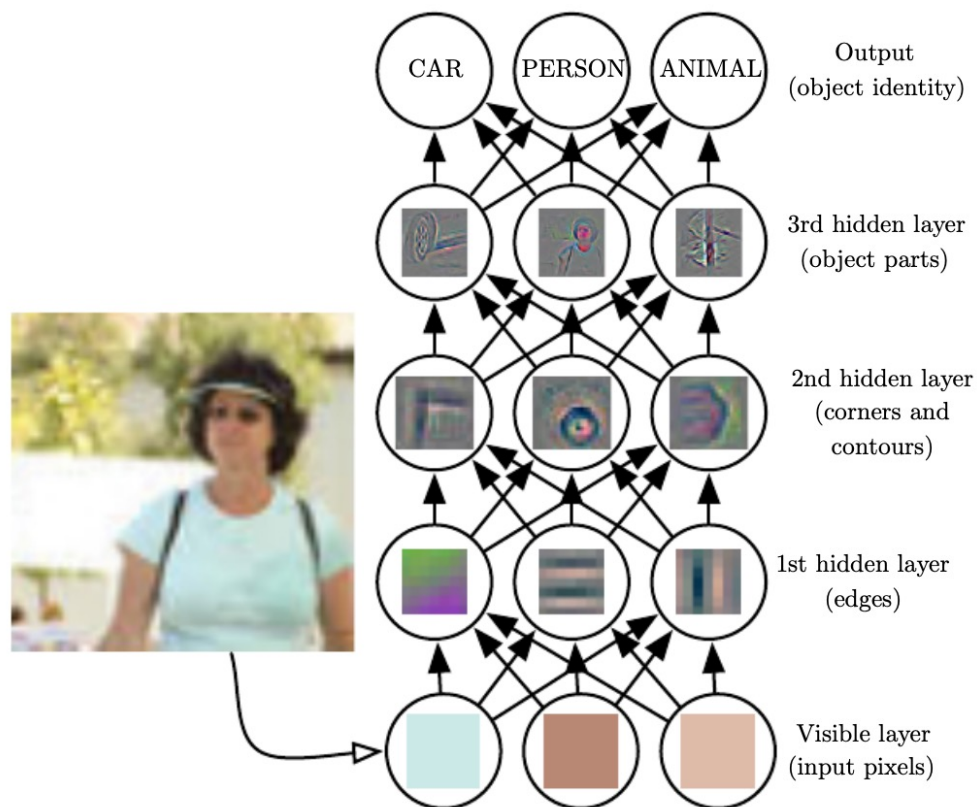 CAR
PERSON
ANIMAL
Output
(object identity)
3rd hidden layer
(object parts)
2nd hidden layer
(corners and
contours)
1st hidden layer
(edges)
Visible layer
(input pixels)